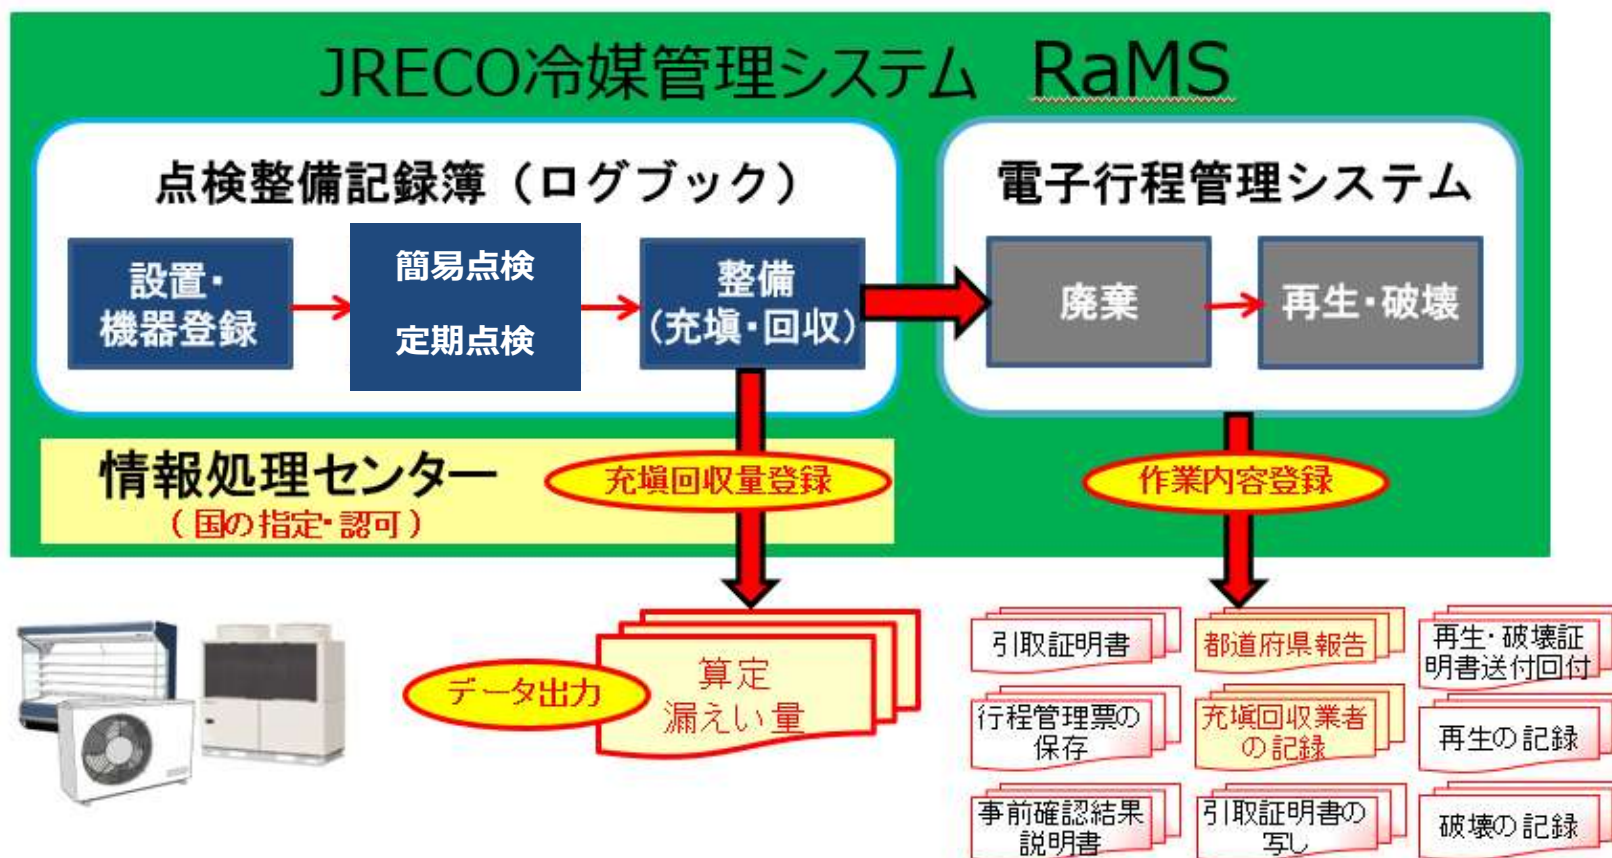 JRECO冷媒管理システム RaMS
点検整備記録簿（ログブック）
設置・
機器登録
簡易点検
定期点検
整備
(充塡・回収)
電子行程管理システム
廃棄
再生・破壊
情報処理センター
（国の指定・認可）
充塡回収量登録
作業内容登録
データ出力
算定
漏えい量
引取証明書
都道府県報告
再生・破壊証
明書送付回付
行程管理票の
保存
充塡回収業者
の記録
再生の記録
事前確認結果
説明書
引取証明書の
写し
破壊の記録